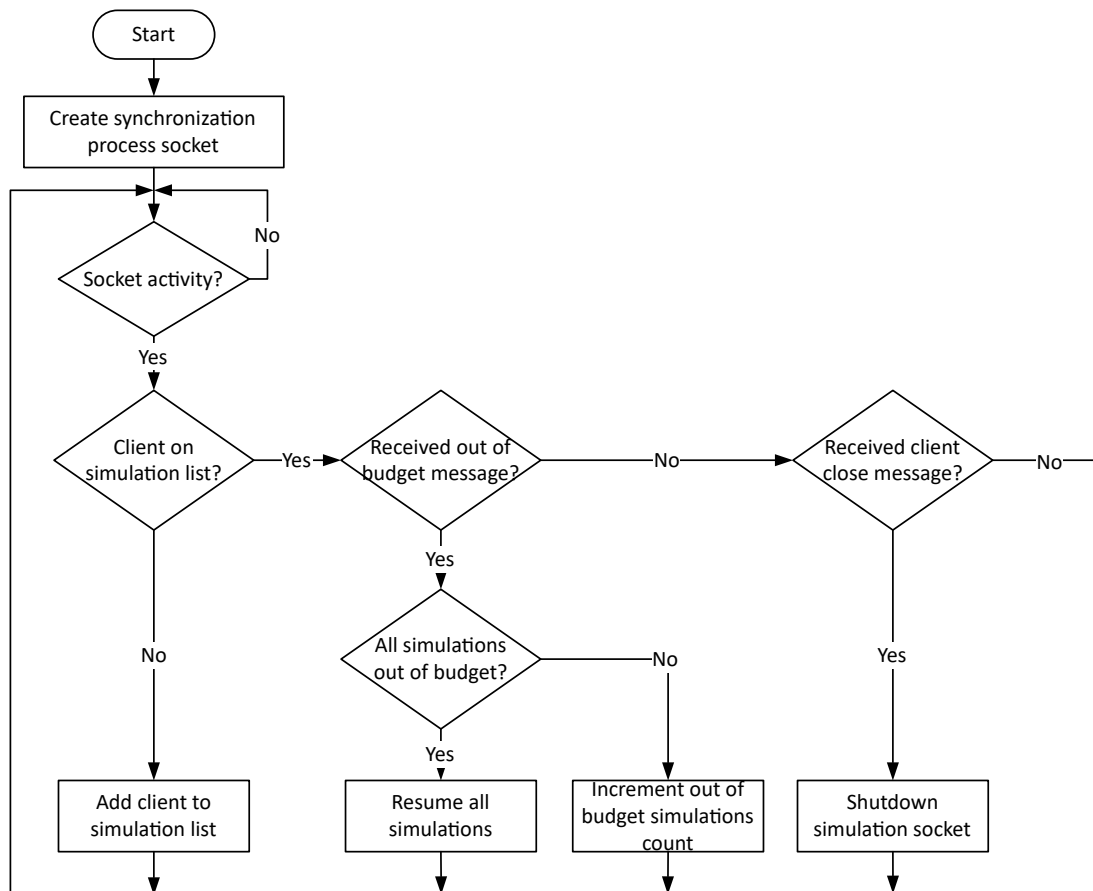 Start
Create synchronization
process socket
No
Socket activity?
Yes
Client on
simulation list?
Yes
Received out of
budget message?
No
Received client
close message?
No
Yes
All simulations
out of budget?
No
No
Yes
Yes
Add client to
simulation list
Resume all
simulations
Increment out of
budget simulations
count
Shutdown
simulation socket